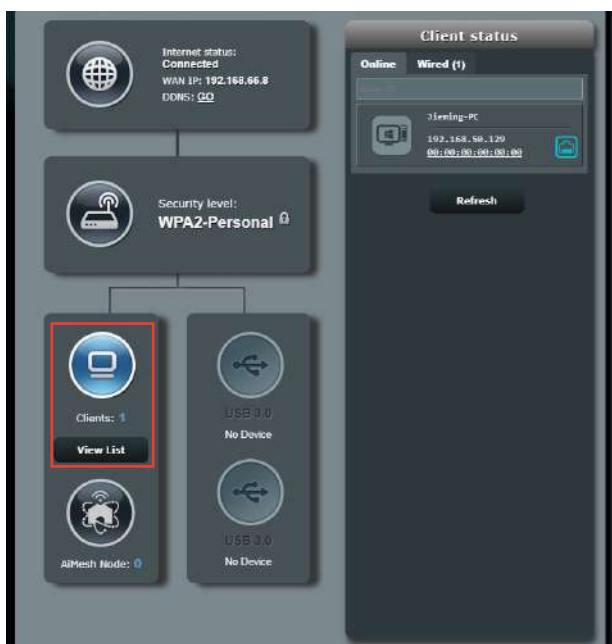 Internet status:
Connected
WAN IP: 192.168.66.8
DDNS: GO
Security level:
WPA2-Personal
Clients: 1
View List
AiMesh Node: 0
USB 3.0
No Device
USB 3.0
No Device
Client status
Online Wired (1)
Jieming-PC
192.168.50.129
00:00:00:00:00:00
Refresh